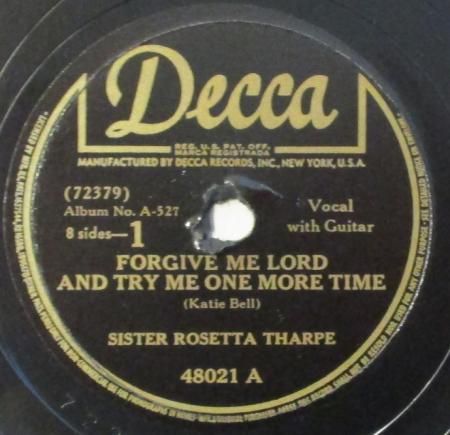 Decca
REG. U.S. PAT. OFF.
MARCA REGISTRADA
MANUFACTURED BY DECCA RECORDS, INC., NEW YORK, U.S.A.
(72379)
Album No. A-527
8 sides—1
Vocal
with Guitar
FORGIVE ME LORD
AND TRY ME ONE MORE TIME
(Katie Bell)
SISTER ROSETTA THARPE
48021 A